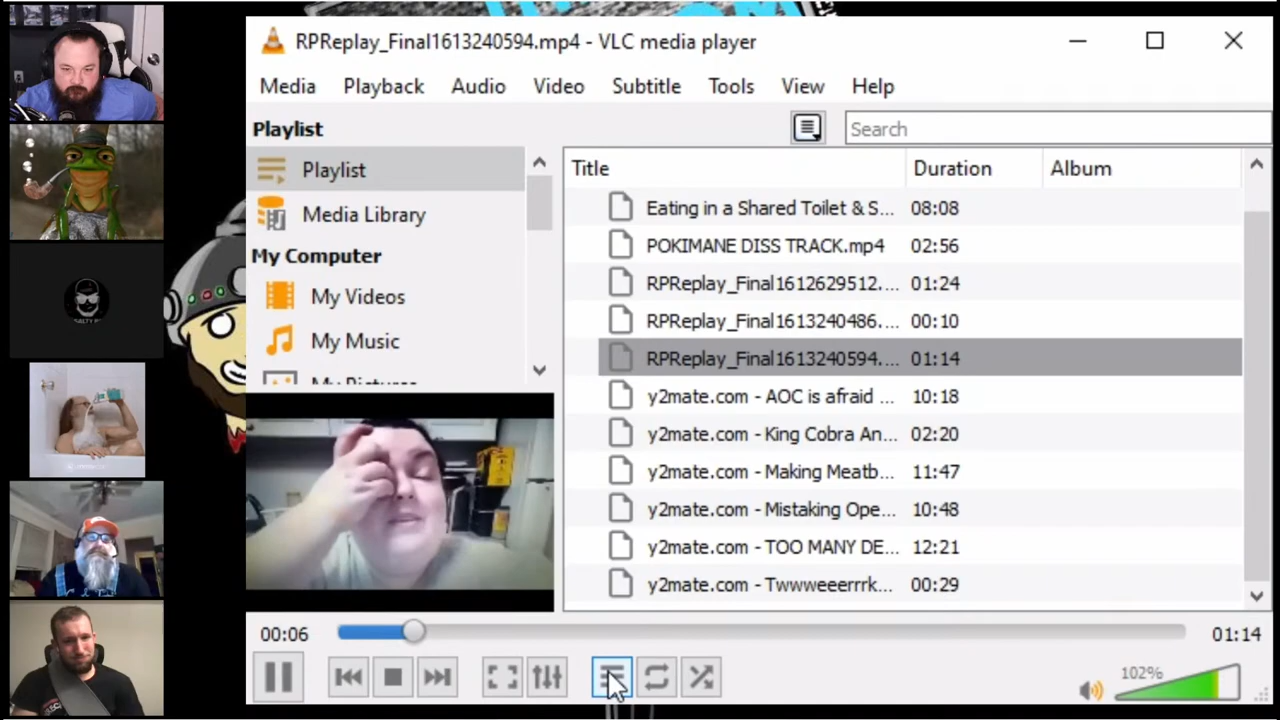 RPReplay_Final1613240594.mp4 - VLC media player
Media Playback Audio Video Subtitle Tools View Help
Playlist
Search
Playlist
Media Library
My Computer
My Videos
My Music
My Pictures
Title Duration Album
Eating in a Shared Toilet & S... 08:08
POKIMANE DISS TRACK.mp4 02:56
RPReplay_Final1612629512.... 01:24
RPReplay_Final1613240486.... 00:10
RPReplay_Final1613240594.... 01:14
y2mate.com - AOC is afraid ... 10:18
y2mate.com - King Cobra An... 02:20
y2mate.com - Making Meatb... 11:47
y2mate.com - Mistaking Ope... 10:48
y2mate.com - TOO MANY DE... 12:21
y2mate.com - Twwweeerrrk... 00:29
00:06 01:14
102%